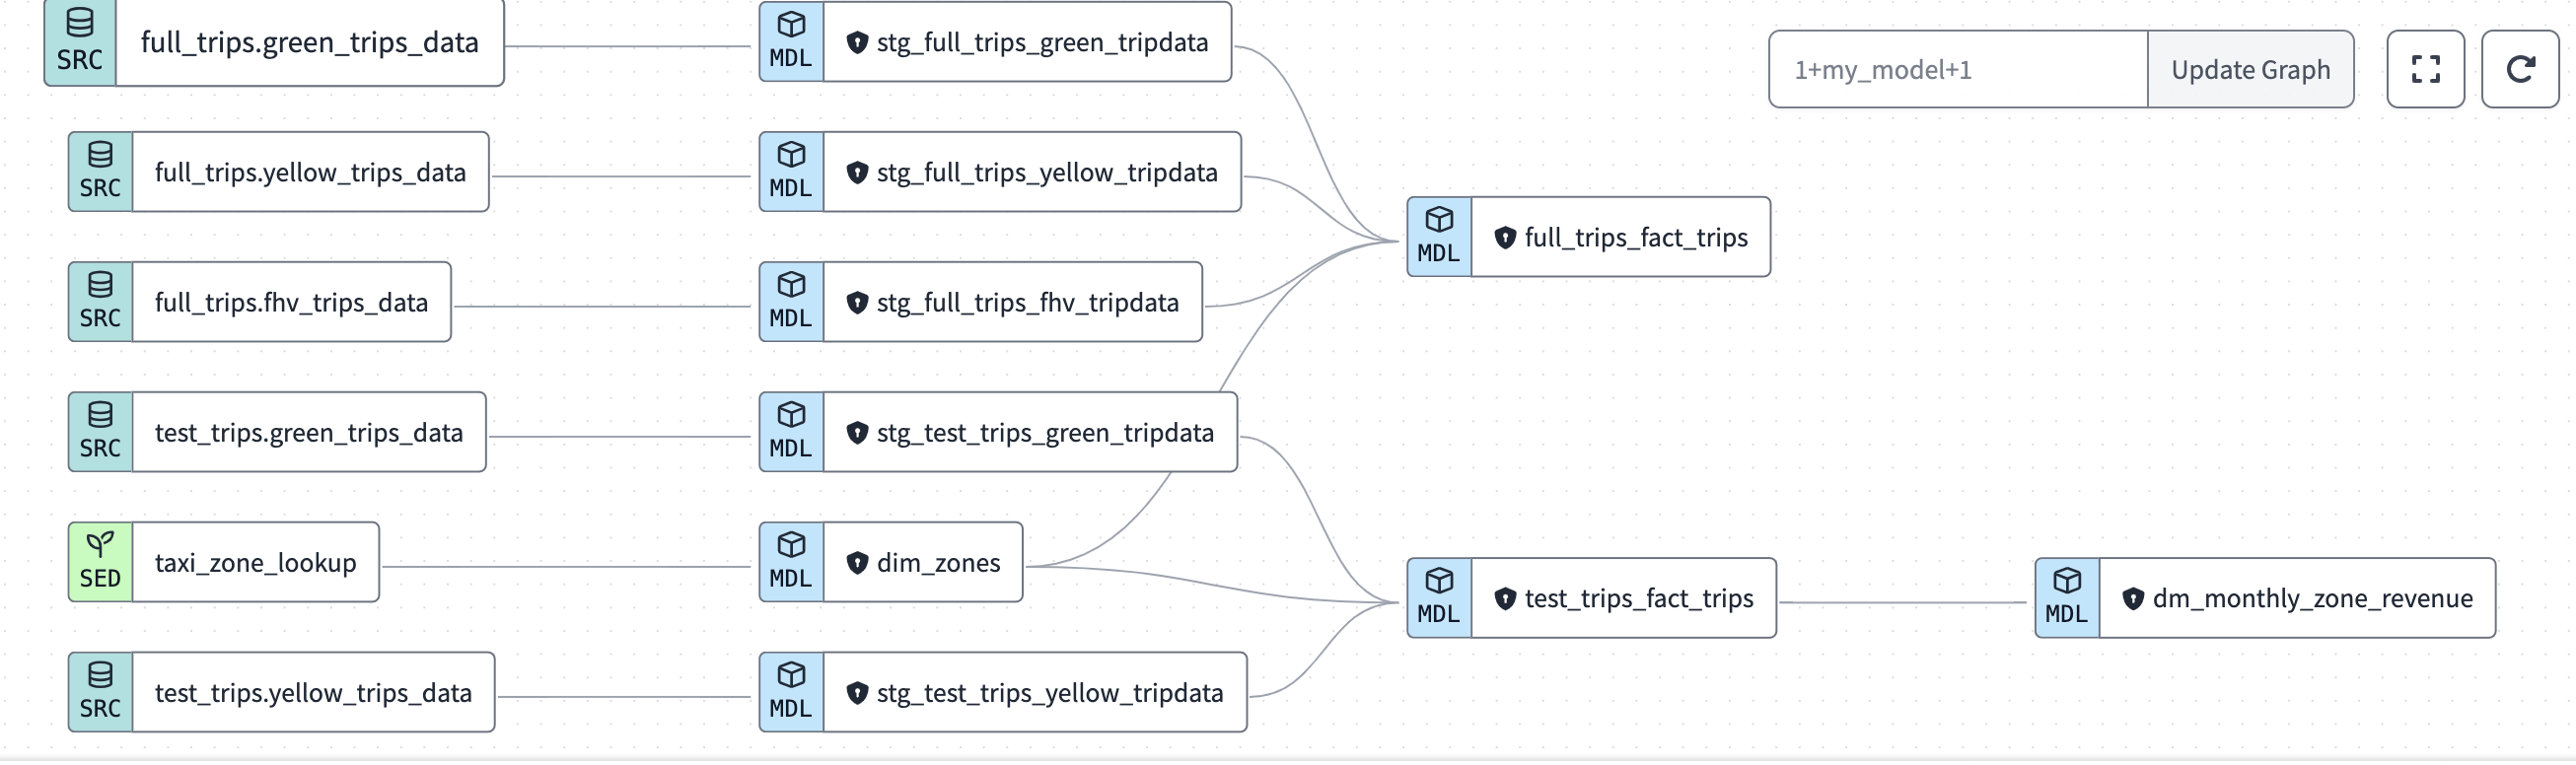 SRC
full_trips.green_trips_data
MDL
stg_full_trips_green_tripdata
1+my_model+1
Update Graph
SRC
full_trips.yellow_trips_data
MDL
stg_full_trips_yellow_tripdata
MDL
full_trips_fact_trips
SRC
full_trips.fhv_trips_data
MDL
stg_full_trips_fhv_tripdata
SRC
test_trips.green_trips_data
MDL
stg_test_trips_green_tripdata
SED
taxi_zone_lookup
MDL
dim_zones
MDL
test_trips_fact_trips
MDL
dm_monthly_zone_revenue
SRC
test_trips.yellow_trips_data
MDL
stg_test_trips_yellow_tripdata